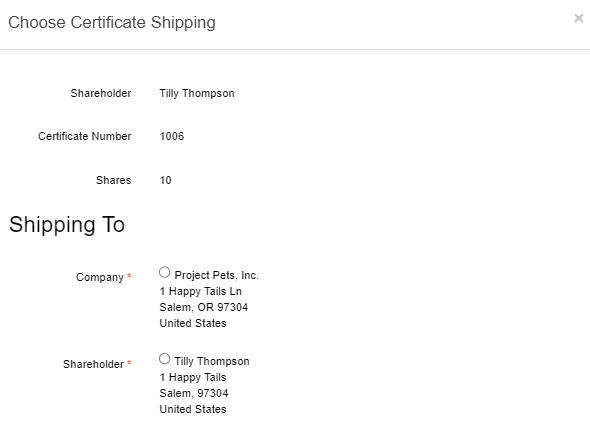 Choose Certificate Shipping ×
Shareholder Tilly Thompson
Certificate Number 1006
Shares 10
Shipping To
Company * Project Pets, Inc.
1 Happy Tails Ln
Salem, OR 97304
United States
Shareholder * Tilly Thompson
1 Happy Tails
Salem, 97304
United States